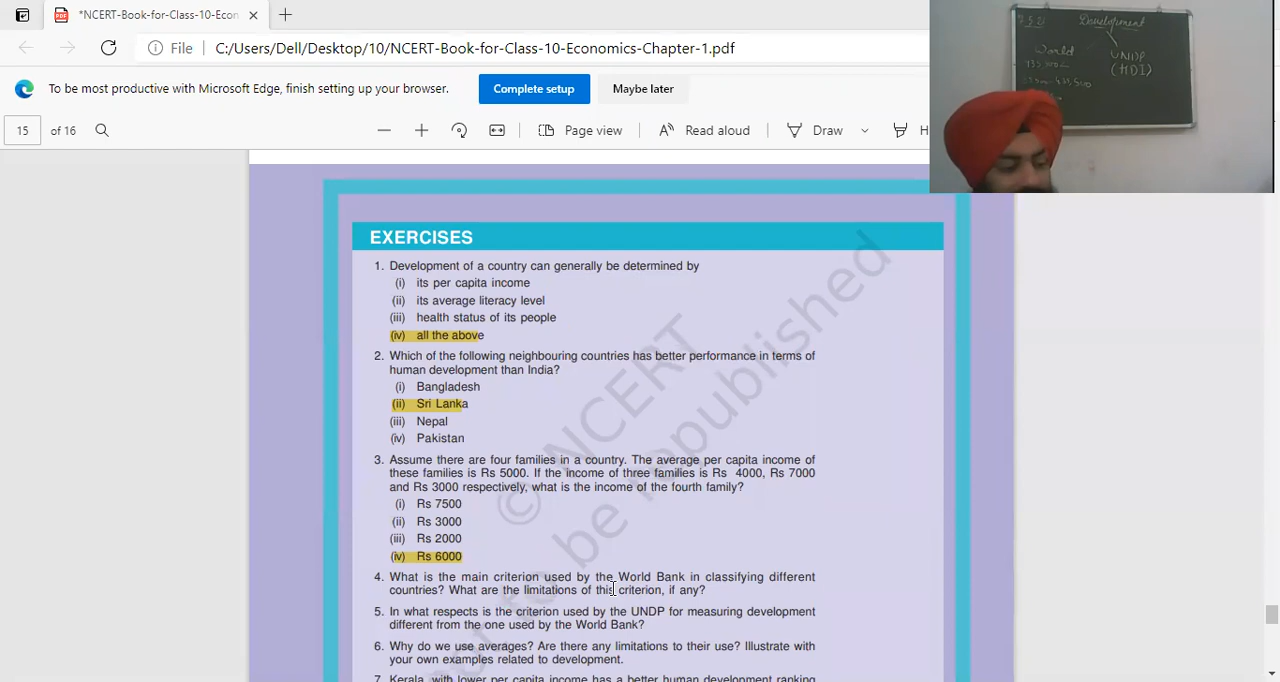 *NCERT-Book-for-Class-10-Econ
File
C:/Users/Dell/Desktop/10/NCERT-Book-for-Class-10-Economics-Chapter-1.pdf
To be most productive with Microsoft Edge, finish setting up your browser.
Complete setup
Maybe later
15 of 16
Page view
Read aloud
Draw
H
Development
World
UNDP
(HDI)
EXERCISES
1. Development of a country can generally be determined by
(i) its per capita income
(ii) its average literacy level
(iii) health status of its people
(iv) all the above
2. Which of the following neighbouring countries has better performance in terms of
human development than India?
(i) Bangladesh
(ii) Sri Lanka
(iii) Nepal
(iv) Pakistan
3. Assume there are four families in a country. The average per capita income of
these families is Rs 5000. If the income of three families is Rs 4000, Rs 7000
and Rs 3000 respectively, what is the income of the fourth family?
(i) Rs 7500
(ii) Rs 3000
(iii) Rs 2000
(iv) Rs 6000
4. What is the main criterion used by the World Bank in classifying different
countries? What are the limitations of this criterion, if any?
5. In what respects is the criterion used by the UNDP for measuring development
different from the one used by the World Bank?
6. Why do we use averages? Are there any limitations to their use? Illustrate with
your own examples related to development.
7. Kerala, with lower per capita income has a better human development ranking
© NCERT
not to be republished